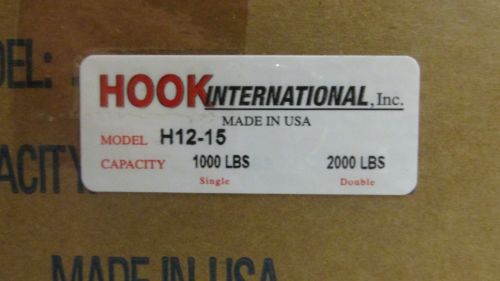 DEL:
HOOK INTERNATIONAL, Inc.
MADE IN USA
MODEL H12-15
CAPACITY 1000 LBS 2000 LBS
Single Double
ACITY
MADE IN USA